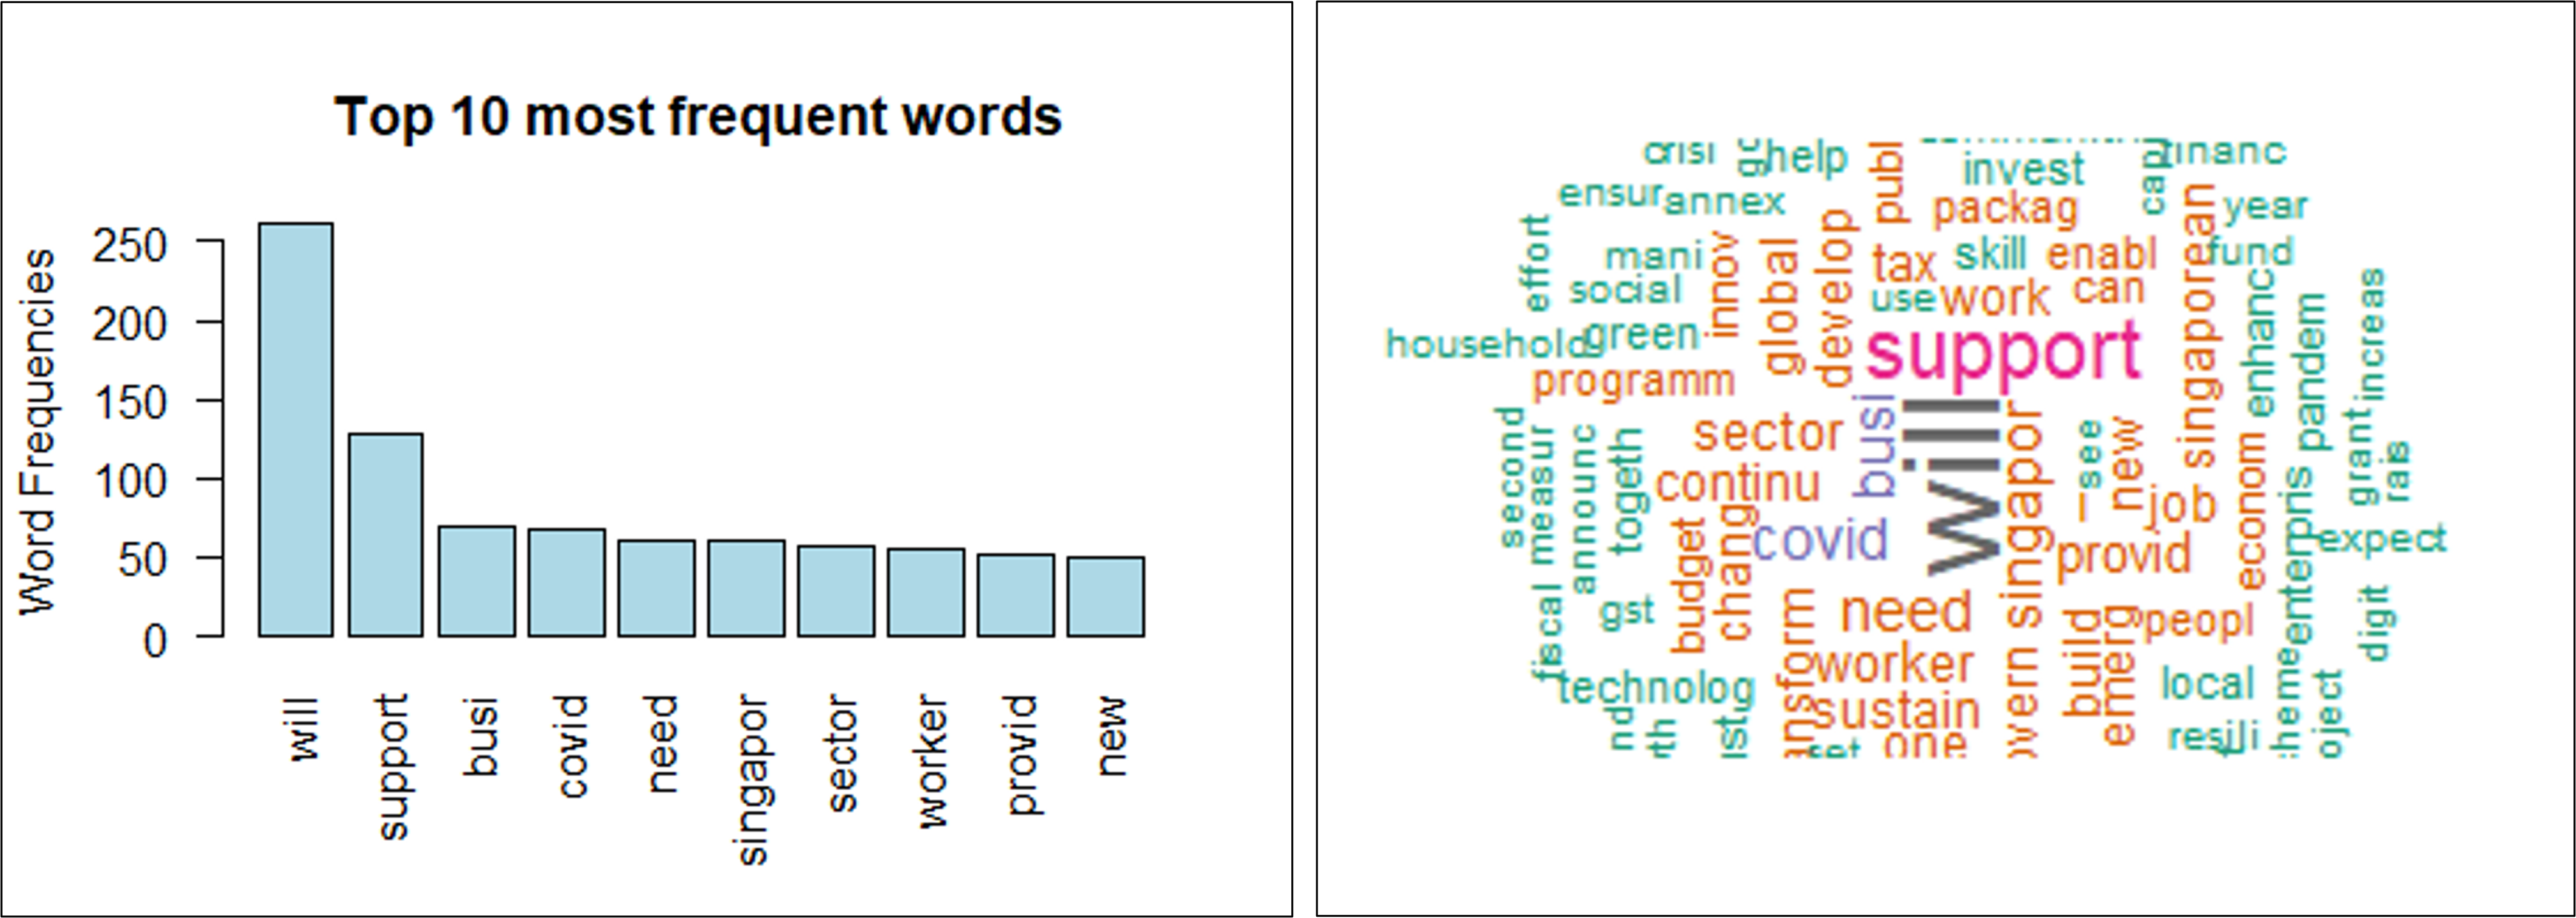 Top 10 most frequent words
Word Frequencies
250
200
150
100
50
0
will
support
busi
covid
need
singapor
sector
worker
provid
new
crisi
help
publ
invest
financ
ensur
annex
packag
year
effort
mani
innov
global
develop
tax
skill
enabl
singaporean
fund
social
use
work
can
enhanc
pandem
increas
household
green
programm
support
second
measur
announc
togeth
sector
busi
will
singapor
see
new
continu
job
econom
grant
rais
covid
provid
enterpris
expect
budget
chang
fiscal
gst
need
build
emerg
peopl
digit
technolog
worker
local
sustain
resili
one